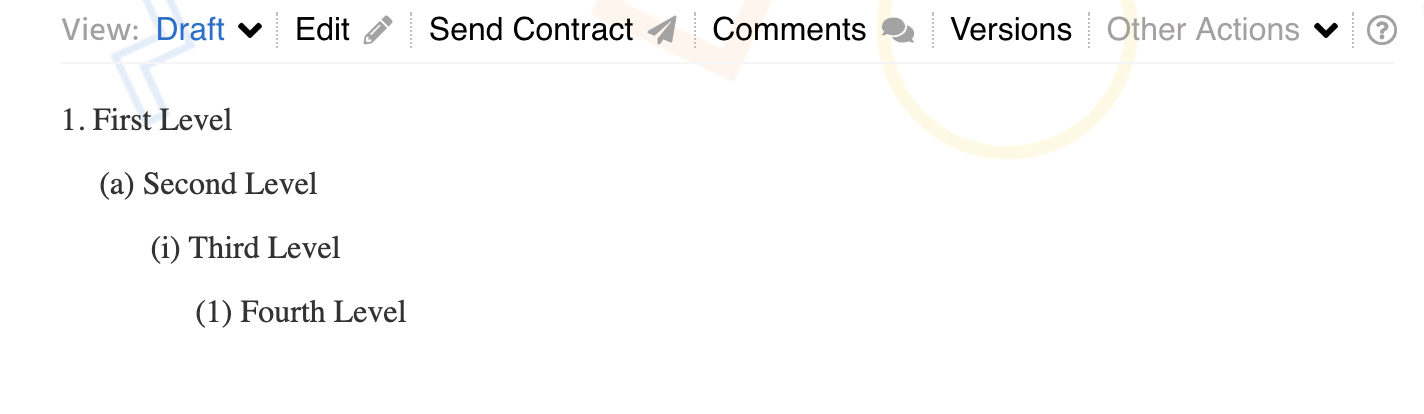 View: Draft Edit Send Contract Comments Versions Other Actions ?
1. First Level
(a) Second Level
(i) Third Level
(1) Fourth Level